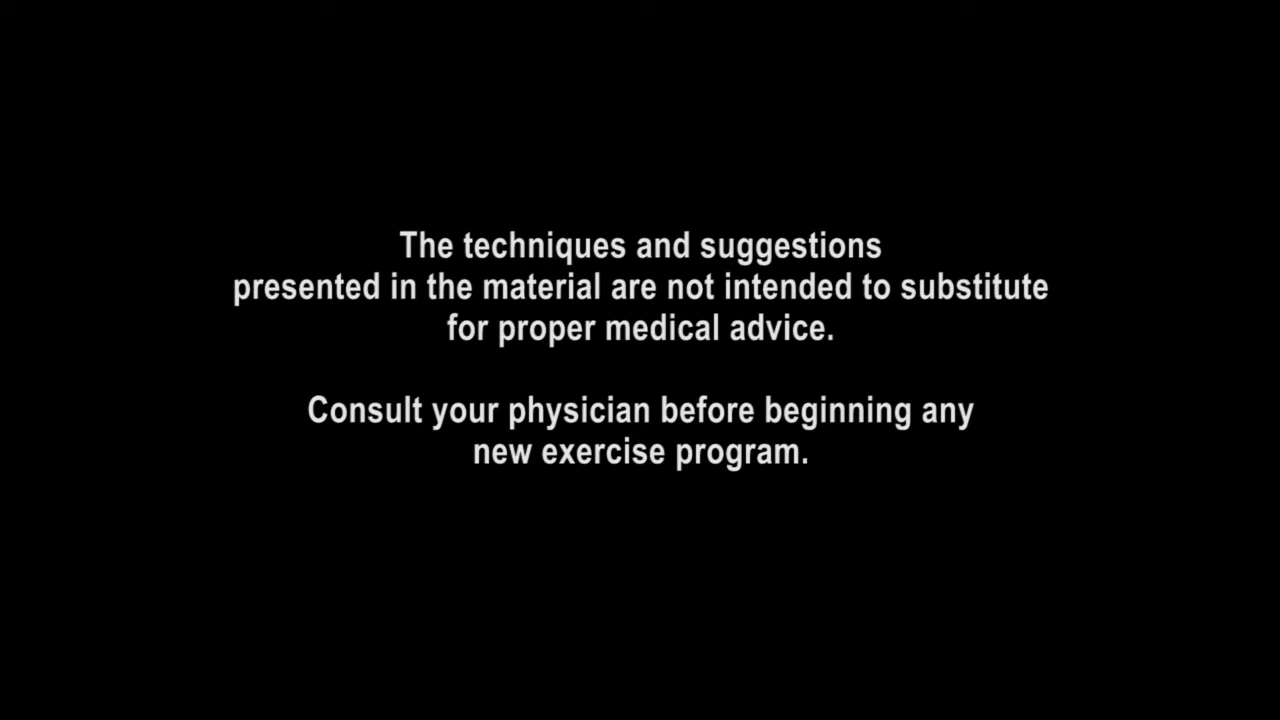 The techniques and suggestions
presented in the material are not intended to substitute
for proper medical advice.
Consult your physician before beginning any
new exercise program.